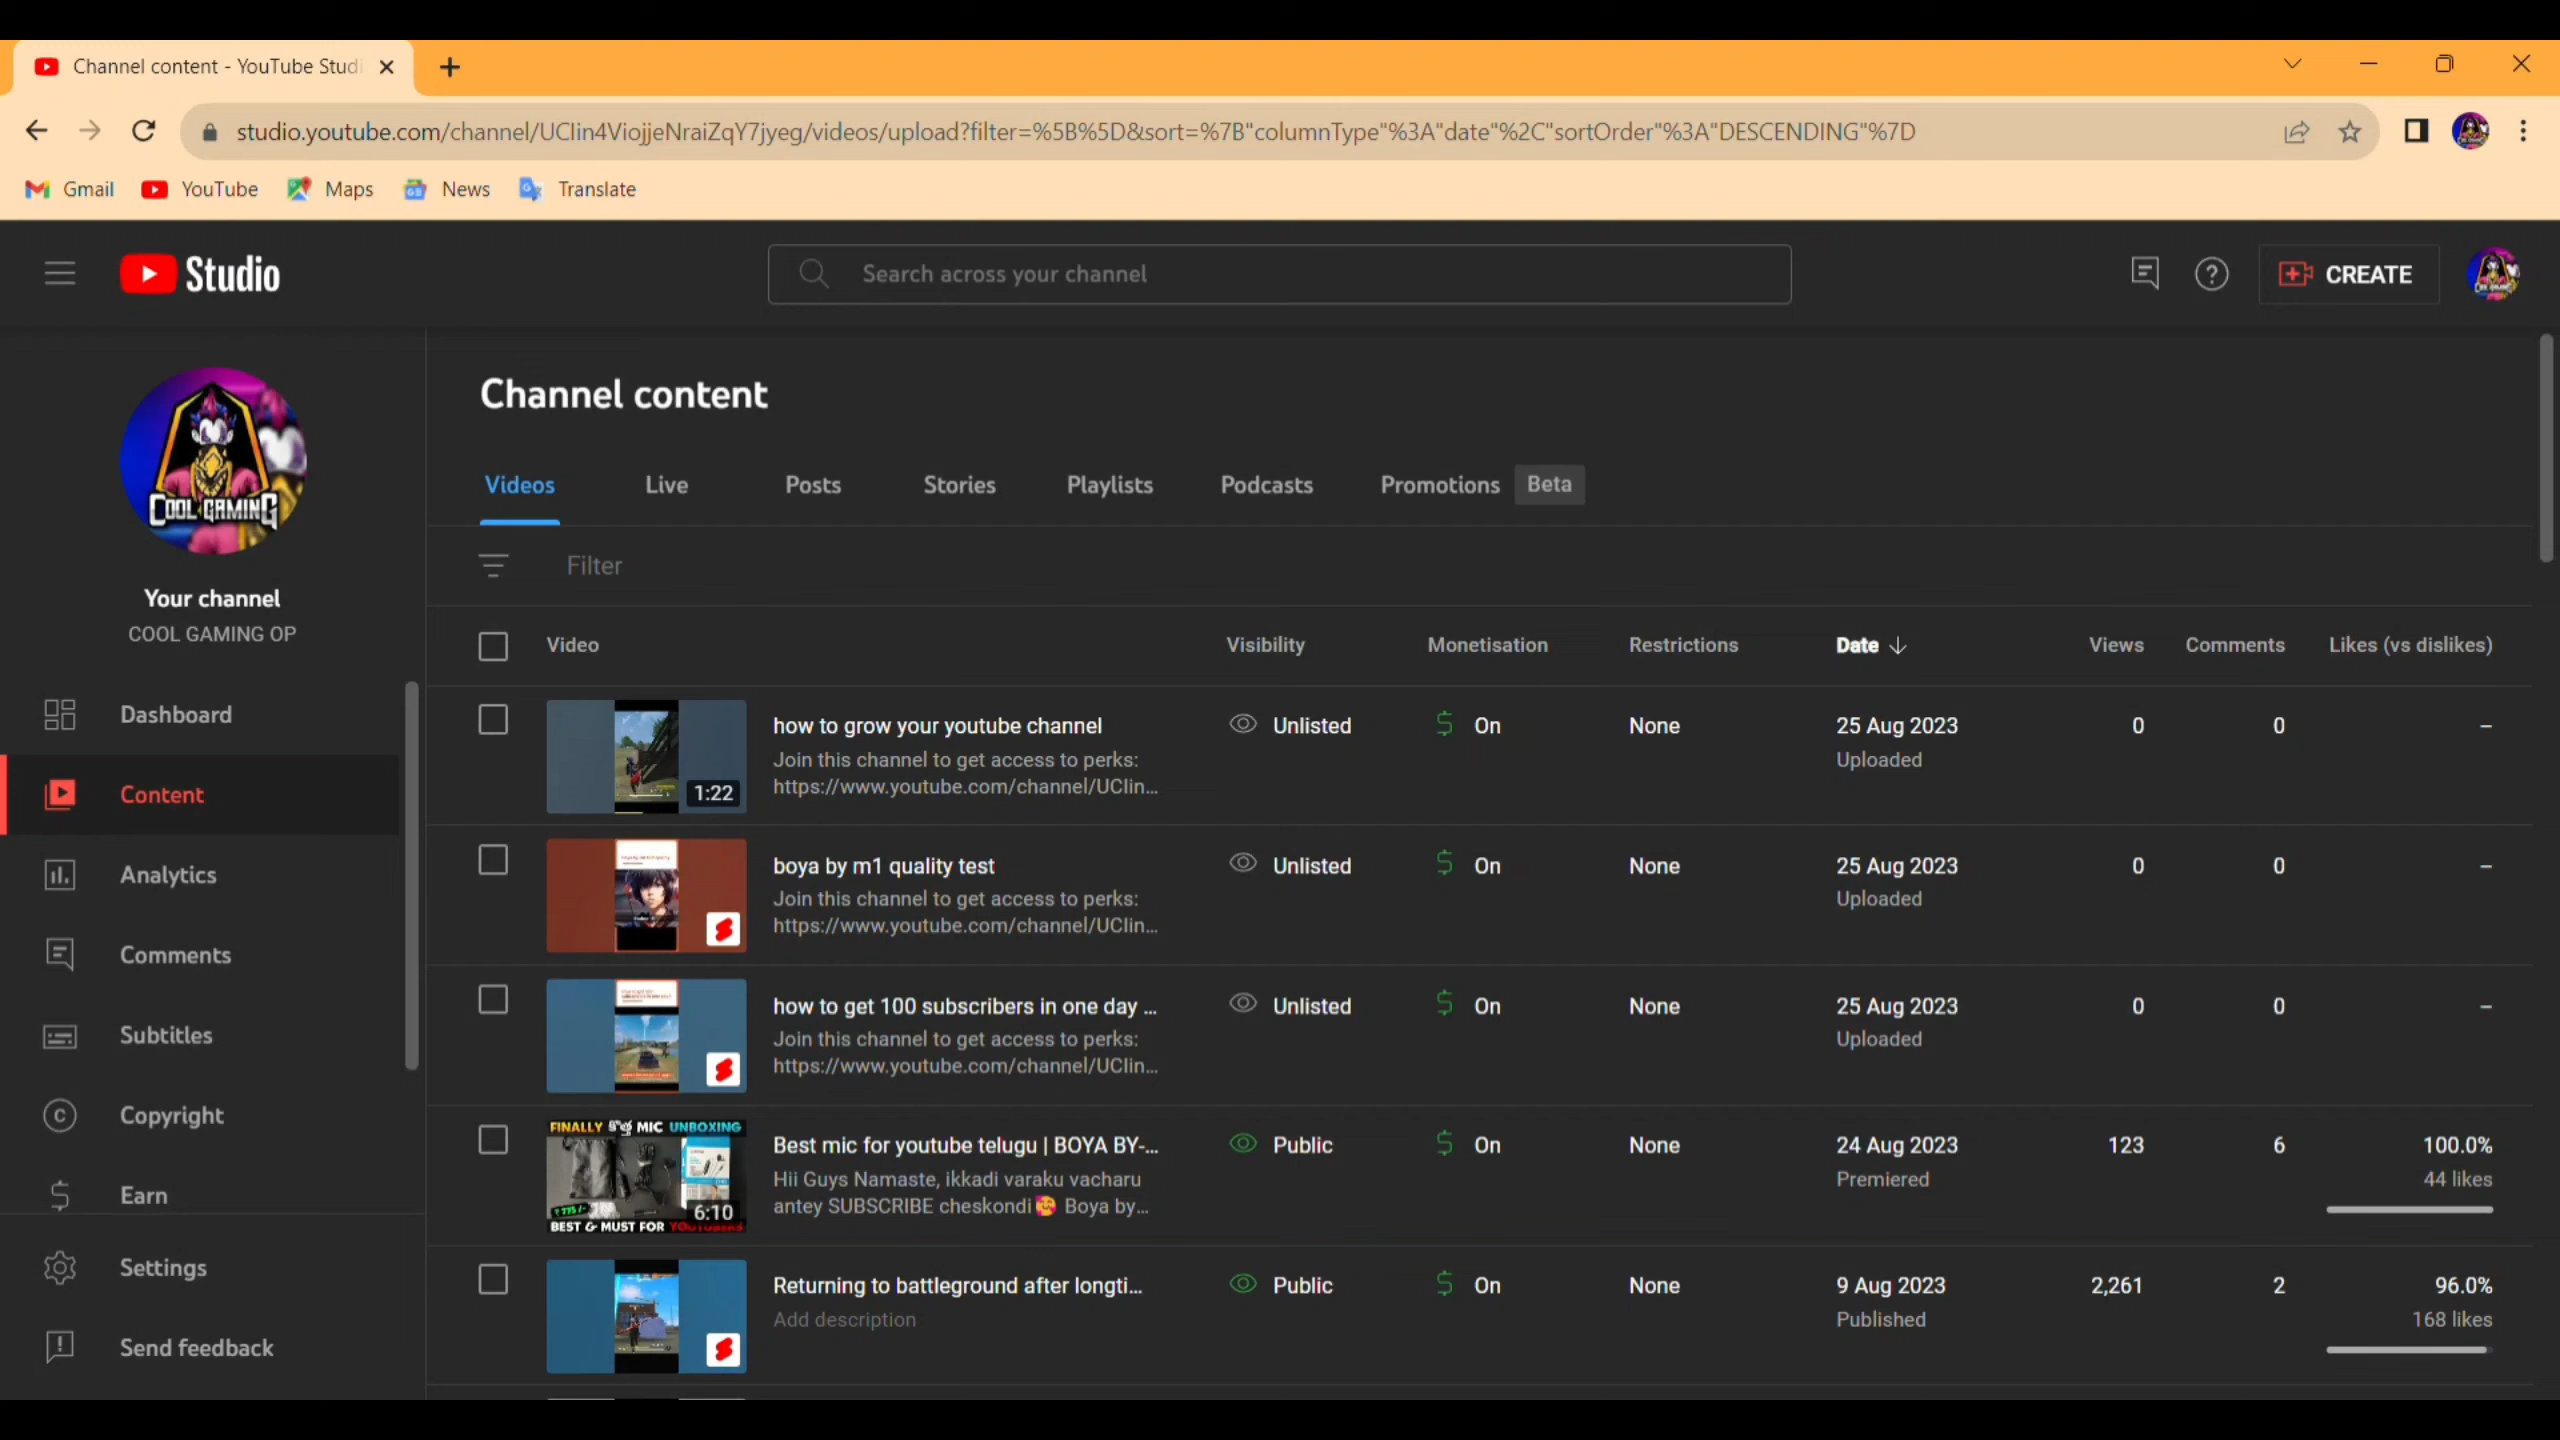 Channel content - YouTube Studi
studio.youtube.com/channel/UCIin4ViojjeNraiZqY7jyeg/videos/upload?filter=%5B%5D&sort=%7B"columnType"%3A"date"%2C"sortOrder"%3A"DESCENDING"%7D
Gmail YouTube Maps News Translate
Studio
Search across your channel
CREATE
COOL GAMING
Your channel
COOL GAMING OP
Dashboard
Content
Analytics
Comments
Subtitles
Copyright
Earn
Settings
Send feedback
Channel content
Videos Live Posts Stories Playlists Podcasts Promotions Beta
Filter
Video Visibility Monetisation Restrictions Date Views Comments Likes (vs dislikes)
how to grow your youtube channel Unlisted On None 25 Aug 2023 0 0 –
Join this channel to get access to perks: Uploaded
https://www.youtube.com/channel/UCIin...
1:22
boya by m1 quality test Unlisted On None 25 Aug 2023 0 0 –
Join this channel to get access to perks: Uploaded
https://www.youtube.com/channel/UCIin...
how to get 100 subscribers in one day ... Unlisted On None 25 Aug 2023 0 0 –
Join this channel to get access to perks: Uploaded
https://www.youtube.com/channel/UCIin...
FINALLY MIC UNBOXING
₹ 775/-
6:10
BEST & MUST FOR YOUTUBERS
Best mic for youtube telugu | BOYA BY-... Public On None 24 Aug 2023 123 6 100.0%
Hii Guys Namaste, ikkadi varaku vacharu Premiered 44 likes
antey SUBSCRIBE cheskondi🥰 Boya by...
Returning to battleground after longti... Public On None 9 Aug 2023 2,261 2 96.0%
Add description Published 168 likes